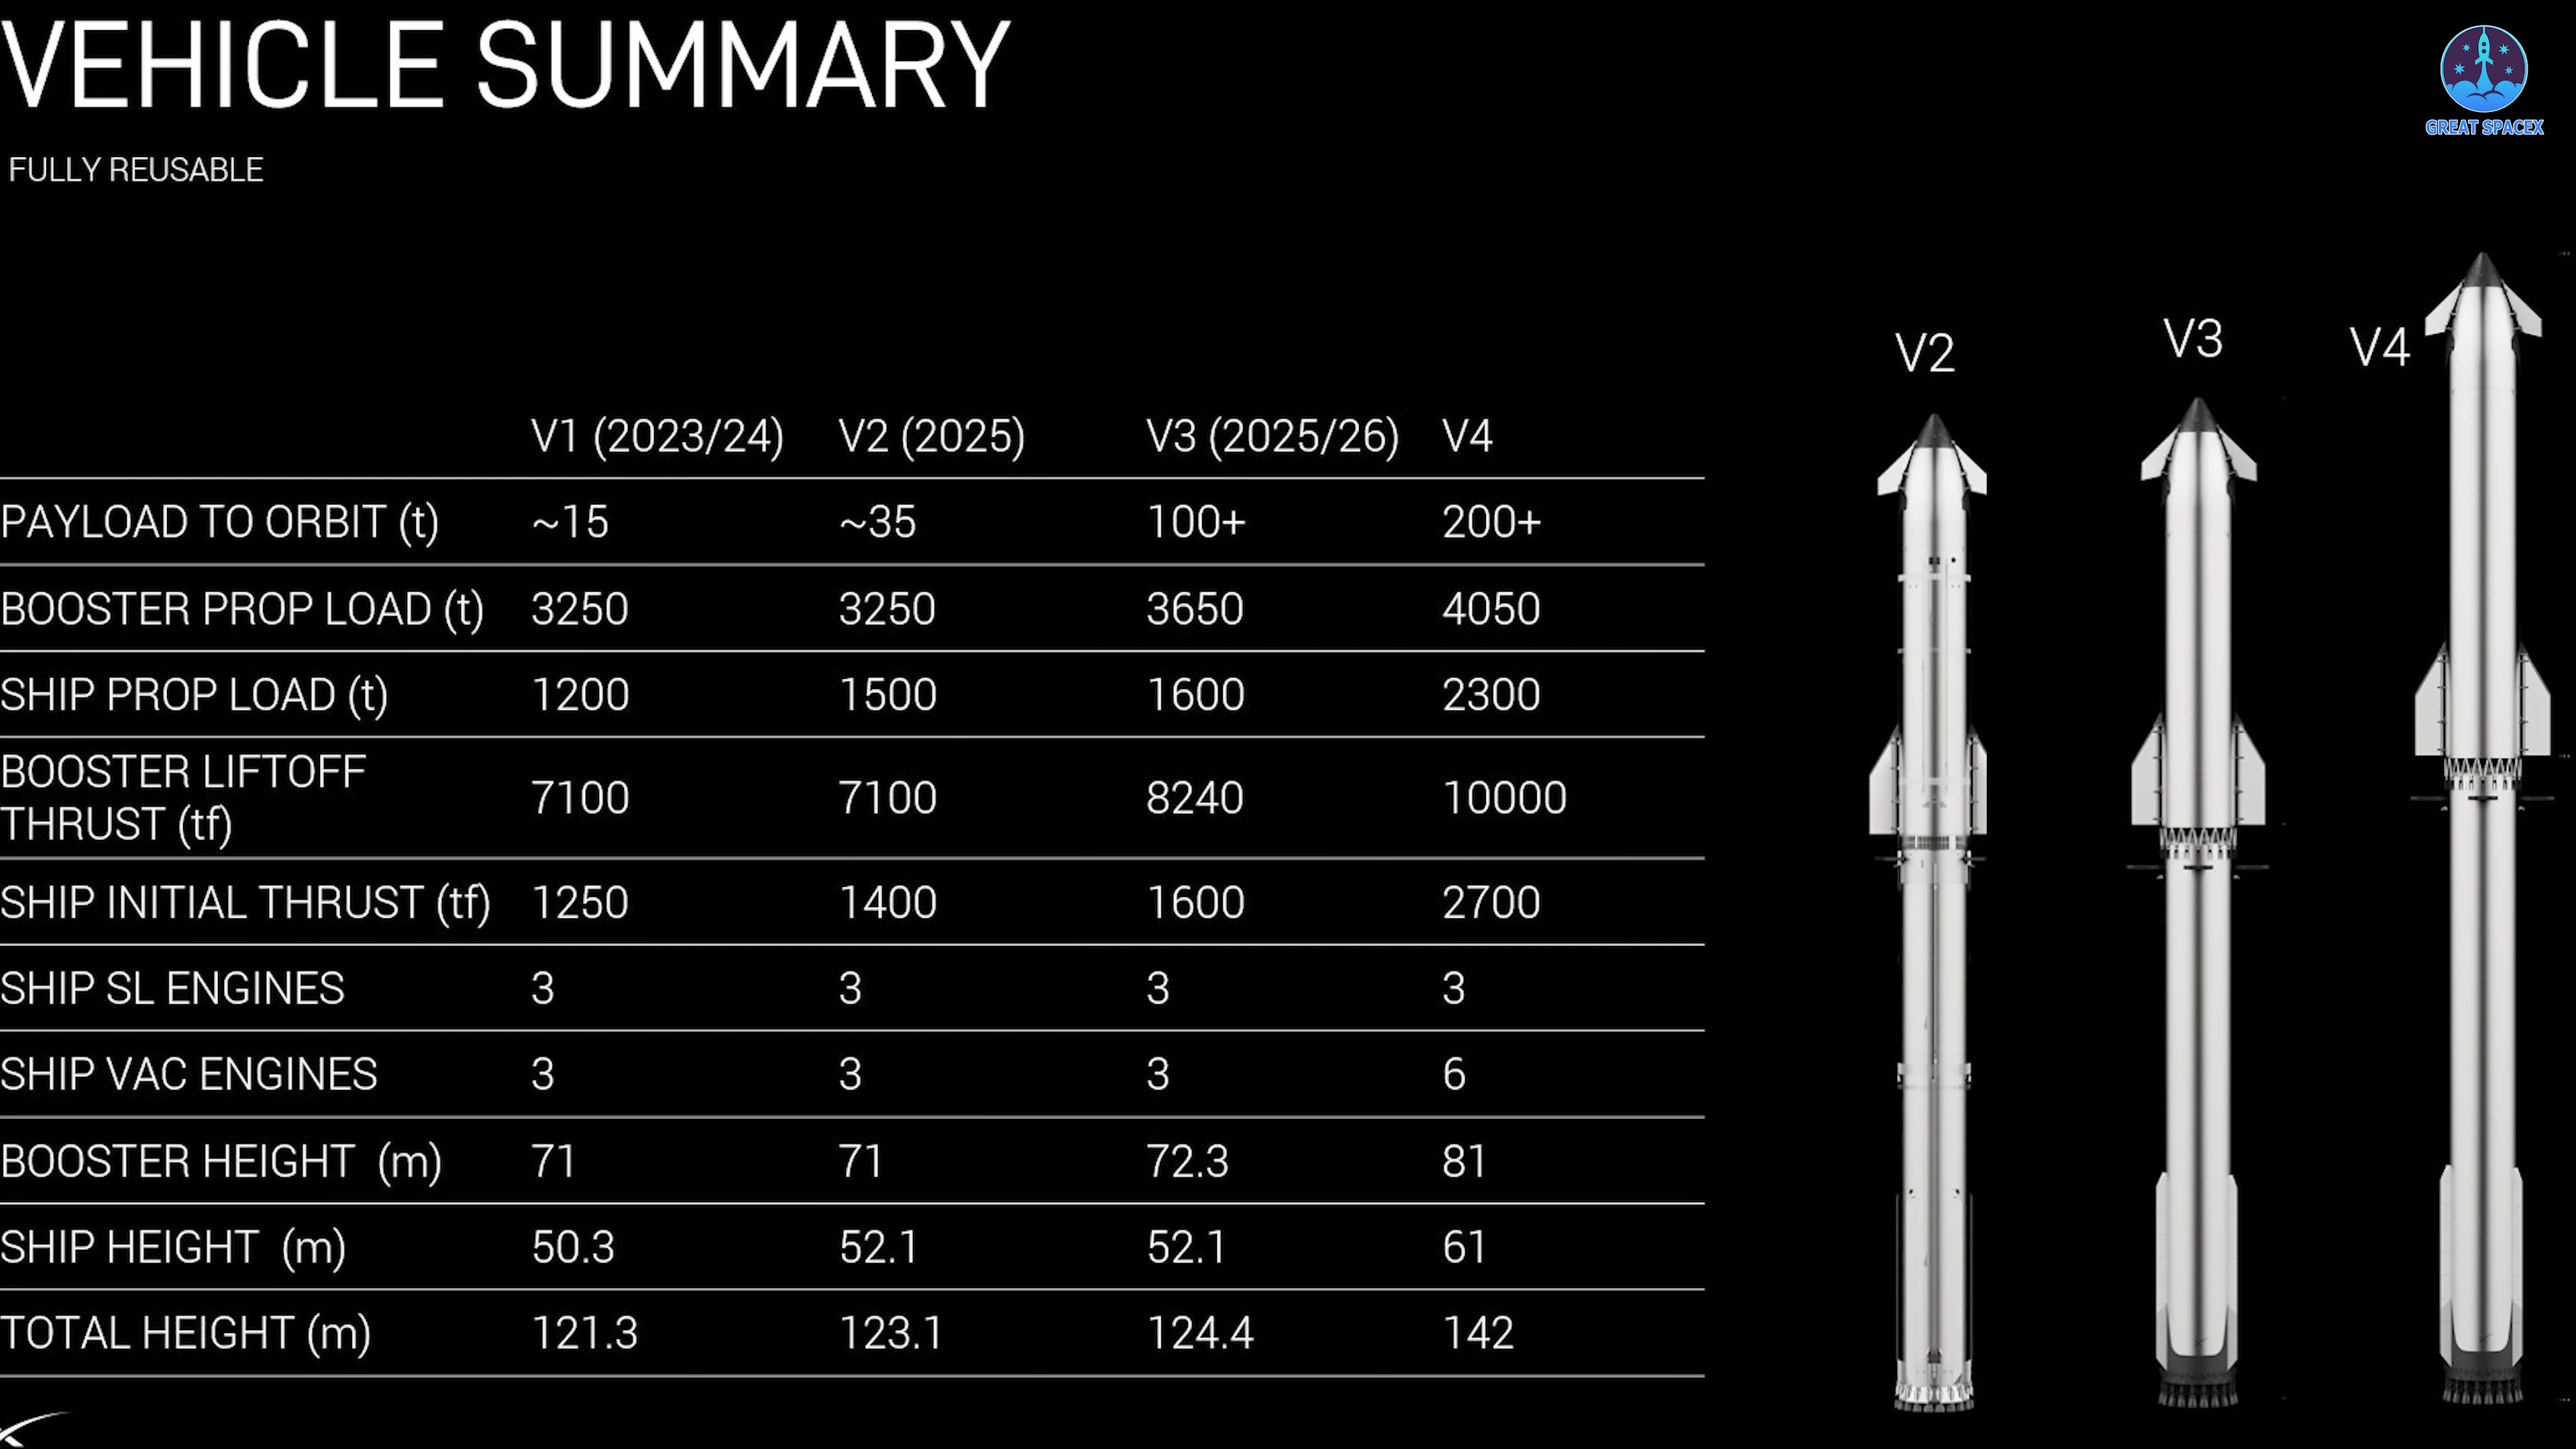 VEHICLE SUMMARY
FULLY REUSABLE
GREAT SPACEX
V1 (2023/24) V2 (2025) V3 (2025/26) V4
PAYLOAD TO ORBIT (t) ~15 ~35 100+ 200+
BOOSTER PROP LOAD (t) 3250 3250 3650 4050
SHIP PROP LOAD (t) 1200 1500 1600 2300
BOOSTER LIFTOFF
THRUST (tf) 7100 7100 8240 10000
SHIP INITIAL THRUST (tf) 1250 1400 1600 2700
SHIP SL ENGINES 3 3 3 3
SHIP VAC ENGINES 3 3 3 6
BOOSTER HEIGHT (m) 71 71 72.3 81
SHIP HEIGHT (m) 50.3 52.1 52.1 61
TOTAL HEIGHT (m) 121.3 123.1 124.4 142
V2
V3
V4